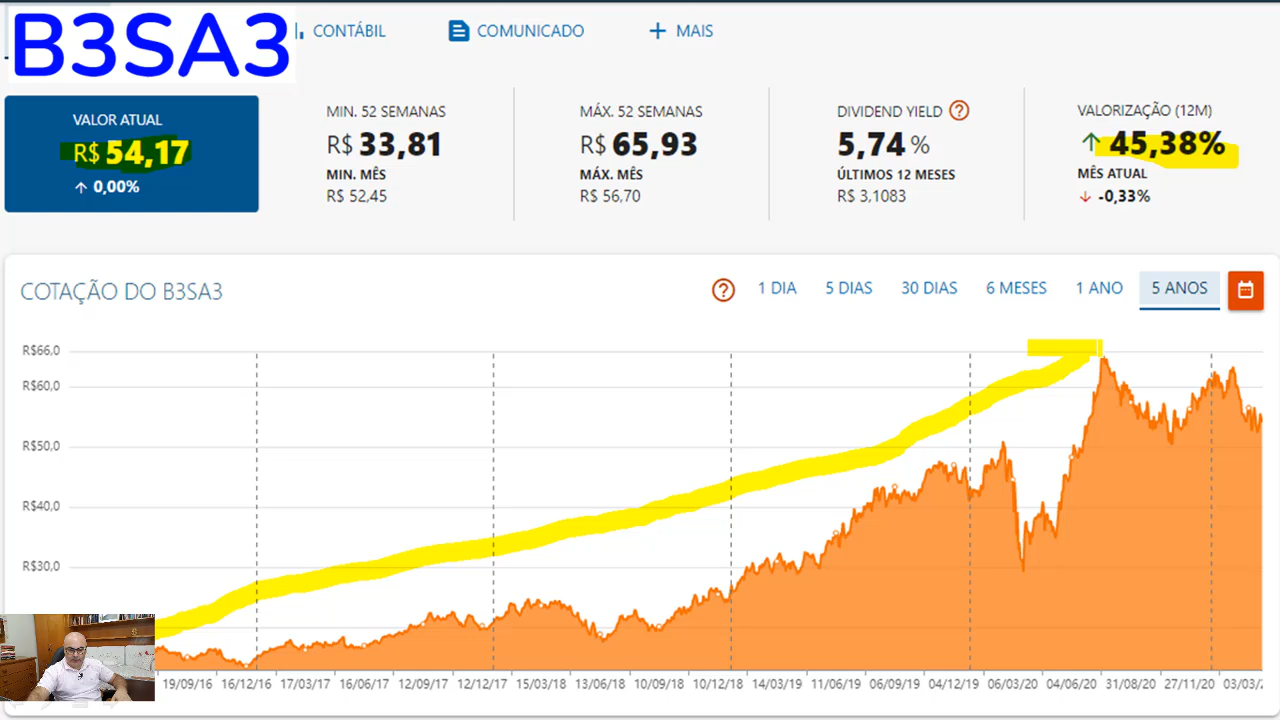 B3SA3
CONTÁBIL
COMUNICADO
MAIS
VALOR ATUAL
R$ 54,17
0,00%
MIN. 52 SEMANAS
R$ 33,81
MIN. MÊS
R$ 52,45
MÁX. 52 SEMANAS
R$ 65,93
MÁX. MÊS
R$ 56,70
DIVIDEND YIELD ?
5,74 %
ÚLTIMOS 12 MESES
R$ 3,1083
VALORIZAÇÃO (12M)
45,38%
MÊS ATUAL
-0,33%
COTAÇÃO DO B3SA3
? 1 DIA 5 DIAS 30 DIAS 6 MESES 1 ANO 5 ANOS
R$66,0
R$60,0
R$50,0
R$40,0
R$30,0
19/09/16 16/12/16 17/03/17 16/06/17 12/09/17 12/12/17 15/03/18 13/06/18 10/09/18 10/12/18 14/03/19 11/06/19 06/09/19 04/12/19 06/03/20 04/06/20 31/08/20 27/11/20 03/03/